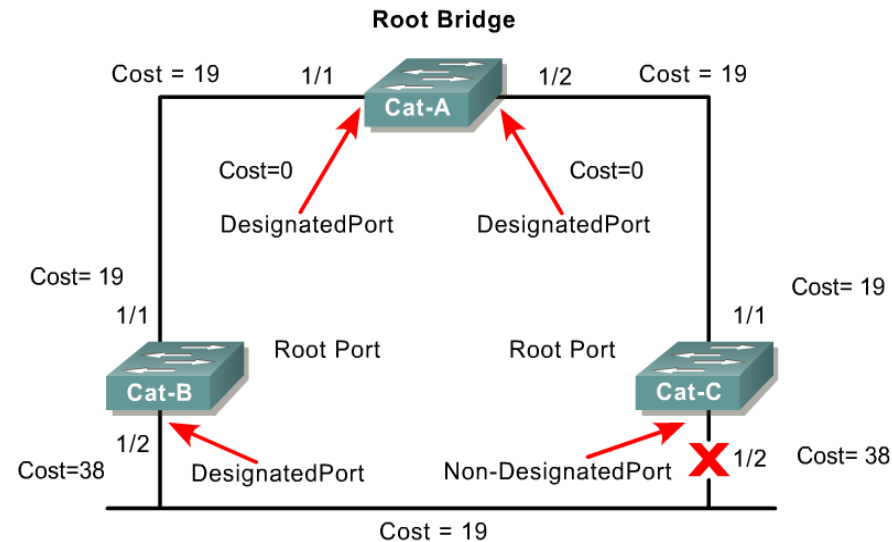 Root Bridge
Cost = 19
1/1
1/2
Cost = 19
Cat-A
Cost=0
Cost=0
DesignatedPort
DesignatedPort
Cost= 19
Cost= 19
1/1
1/1
Root Port
Root Port
Cat-B
Cat-C
1/2
1/2
Cost= 38
Cost=38
DesignatedPort
Non-DesignatedPort
Cost = 19